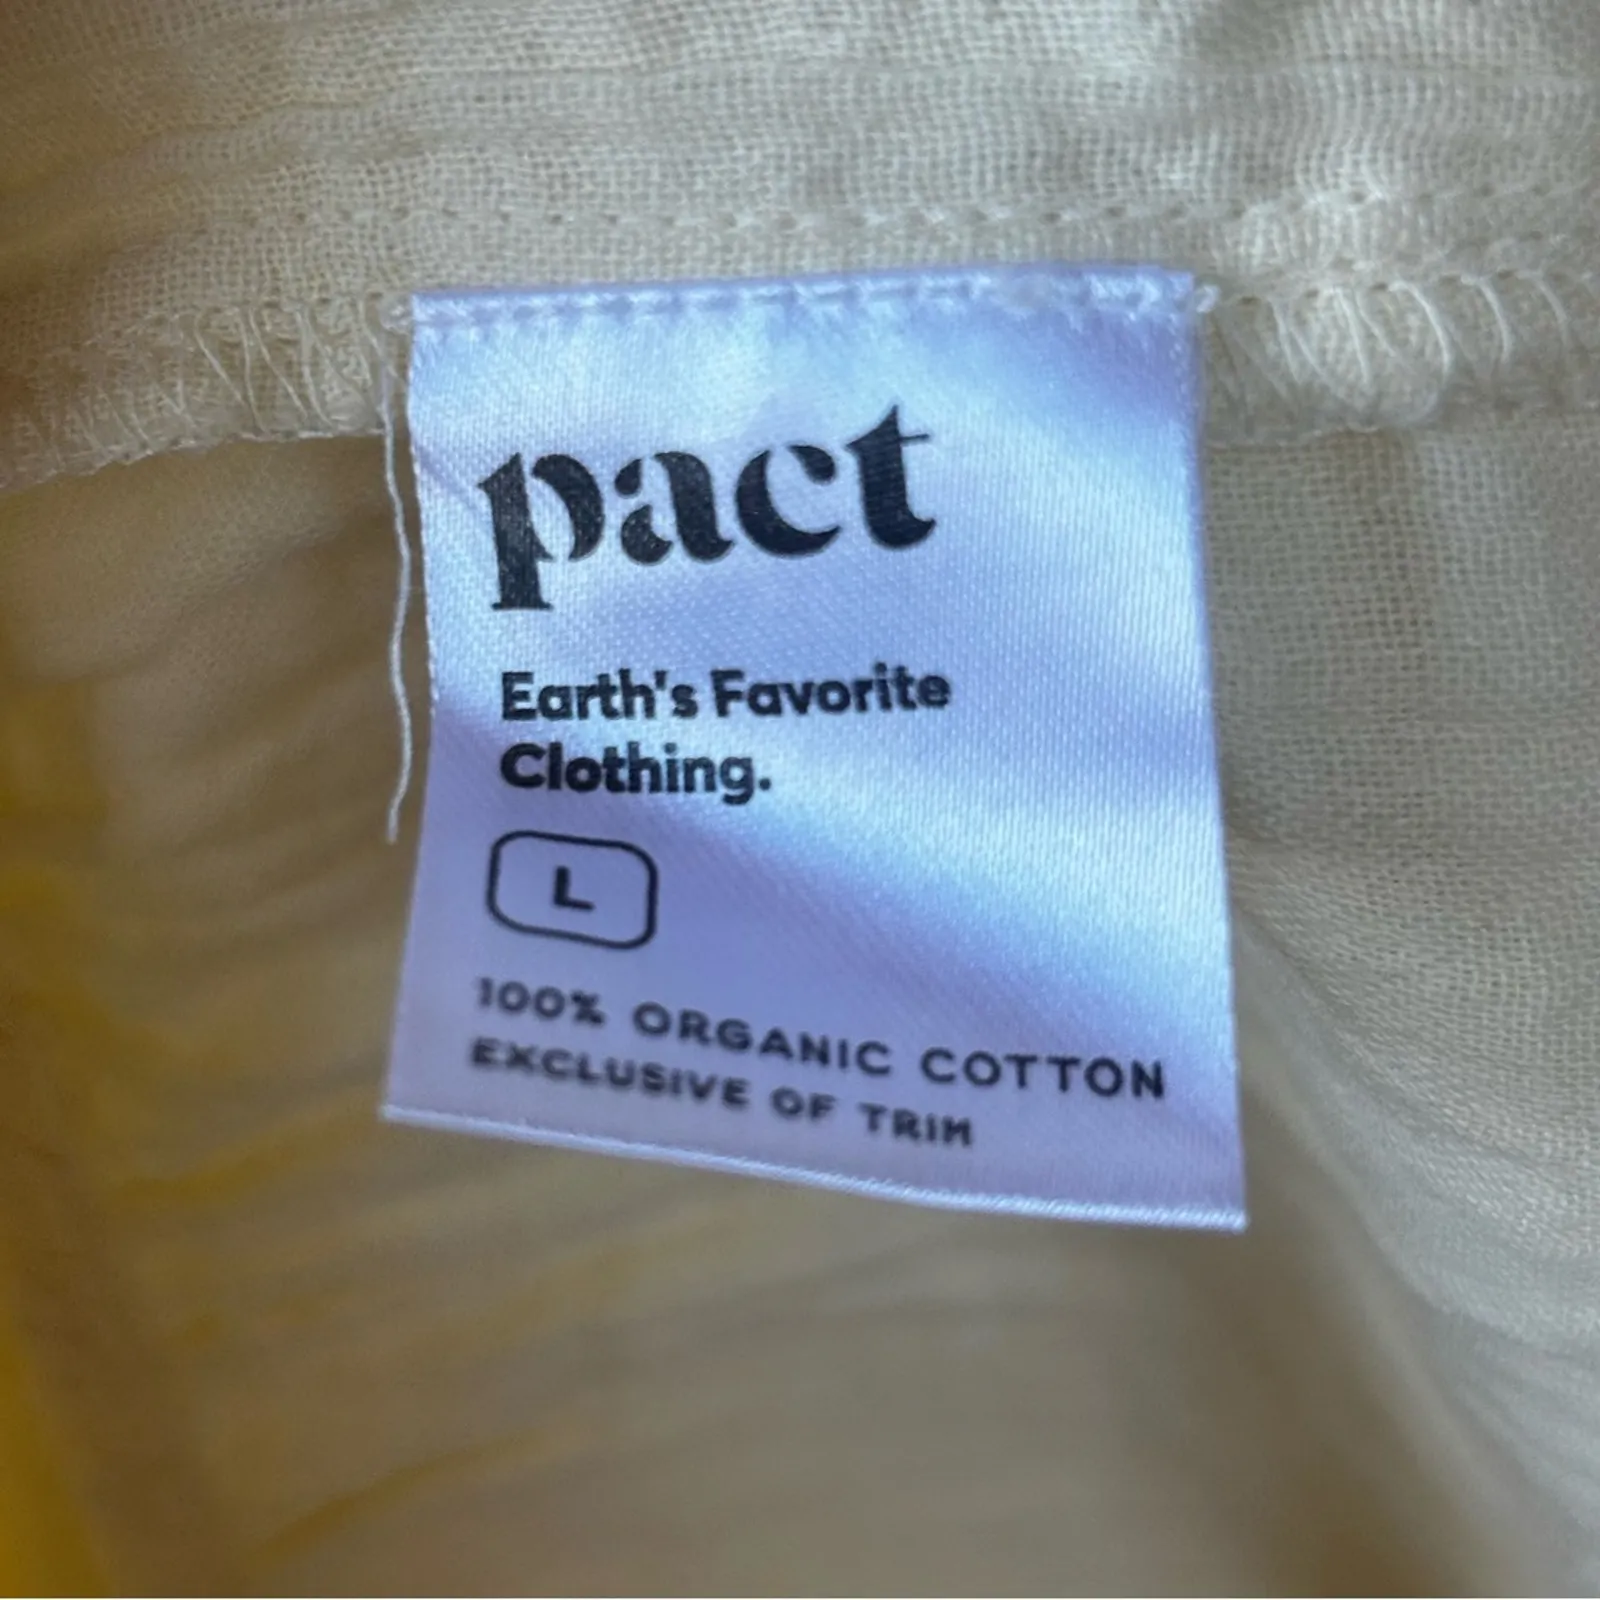 pact
Earth's Favorite
Clothing.
L
100% ORGANIC COTTON
EXCLUSIVE OF TRIM